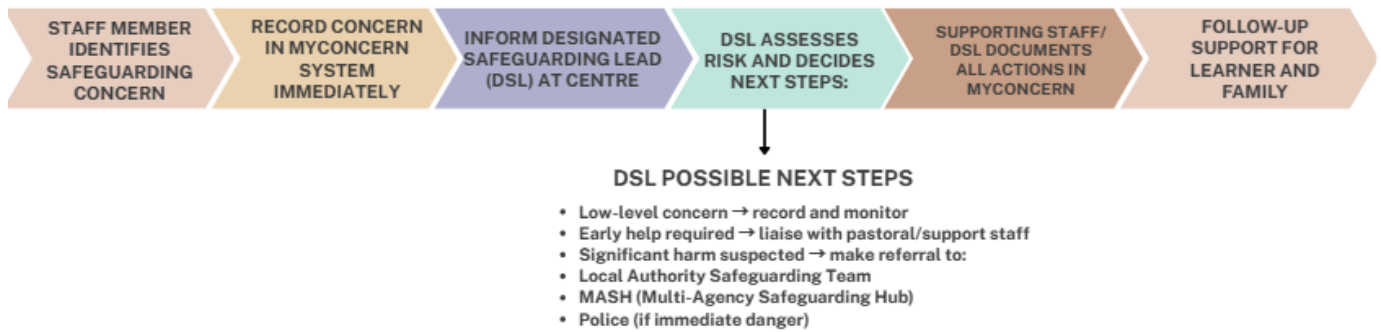 STAFF MEMBER
IDENTIFIES
SAFEGUARDING
CONCERN
RECORD CONCERN
IN MYCONCERN
SYSTEM
IMMEDIATELY
INFORM DESIGNATED
SAFEGUARDING LEAD
(DSL) AT CENTRE
DSL ASSESSES
RISK AND DECIDES
NEXT STEPS:
SUPPORTING STAFF/
DSL DOCUMENTS
ALL ACTIONS IN
MYCONCERN
FOLLOW-UP
SUPPORT FOR
LEARNER AND
FAMILY
DSL POSSIBLE NEXT STEPS
• Low-level concern → record and monitor
• Early help required → liaise with pastoral/support staff
• Significant harm suspected → make referral to:
• Local Authority Safeguarding Team
• MASH (Multi-Agency Safeguarding Hub)
• Police (if immediate danger)